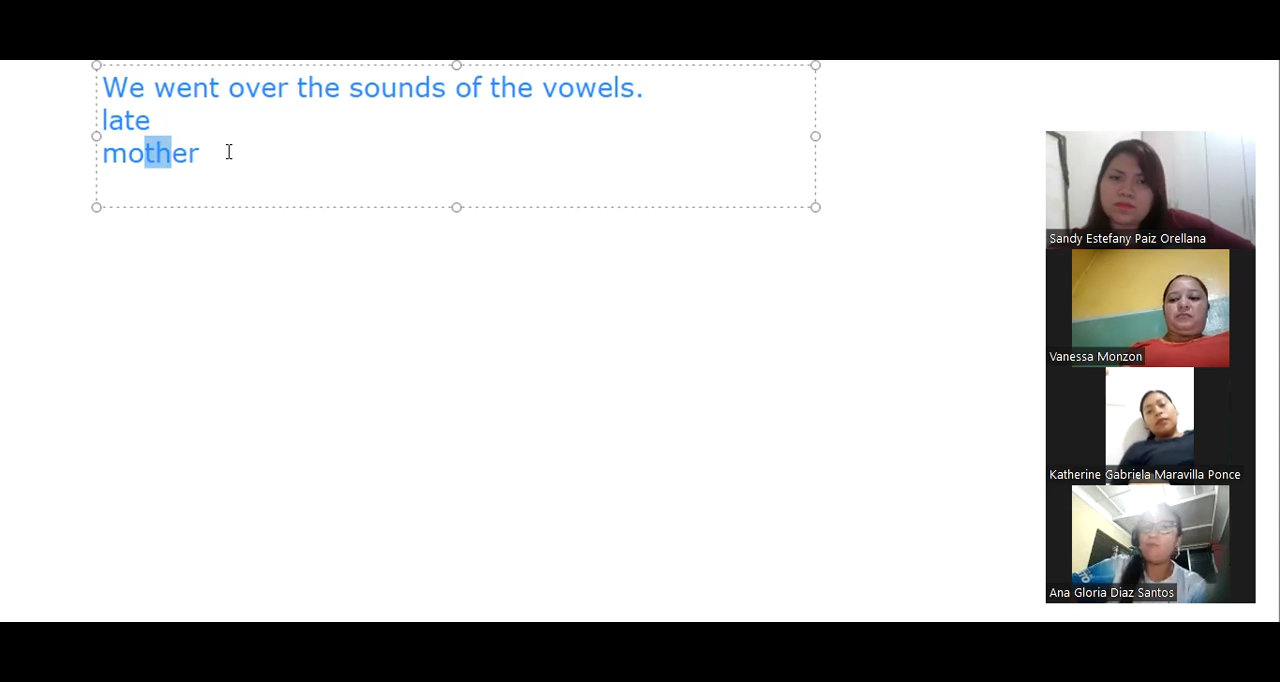 We went over the sounds of the vowels.
late
mother
Sandy Estefany Paiz Orellana
Vanessa Monzon
Katherine Gabriela Maravilla Ponce
Ana Gloria Diaz Santos